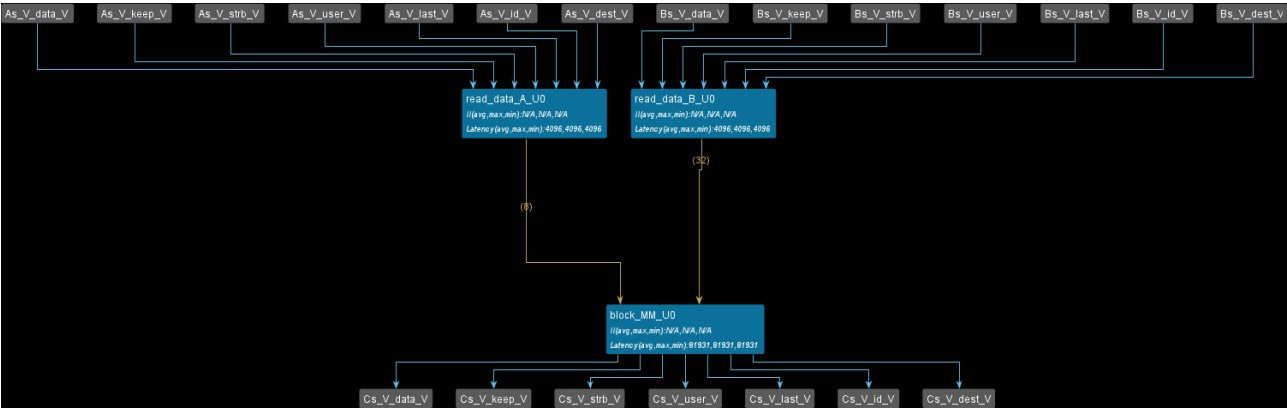 As_V_data_V As_V_keep_V As_V_strb_V As_V_user_V As_V_last_V As_V_id_V As_V_dest_V Bs_V_data_V Bs_V_keep_V Bs_V_strb_V Bs_V_user_V Bs_V_last_V Bs_V_id_V Bs_V_dest_V
read_data_A_U0
II(avg,max,min):N/A,N/A,N/A
Latency(avg,max,min):4096,4096,4096
read_data_B_U0
II(avg,max,min):N/A,N/A,N/A
Latency(avg,max,min):4096,4096,4096
(32)
(8)
block_MM_U0
II(avg,max,min):N/A,N/A,N/A
Latency(avg,max,min):81931,81931,81931
Cs_V_data_V Cs_V_keep_V Cs_V_strb_V Cs_V_user_V Cs_V_last_V Cs_V_id_V Cs_V_dest_V